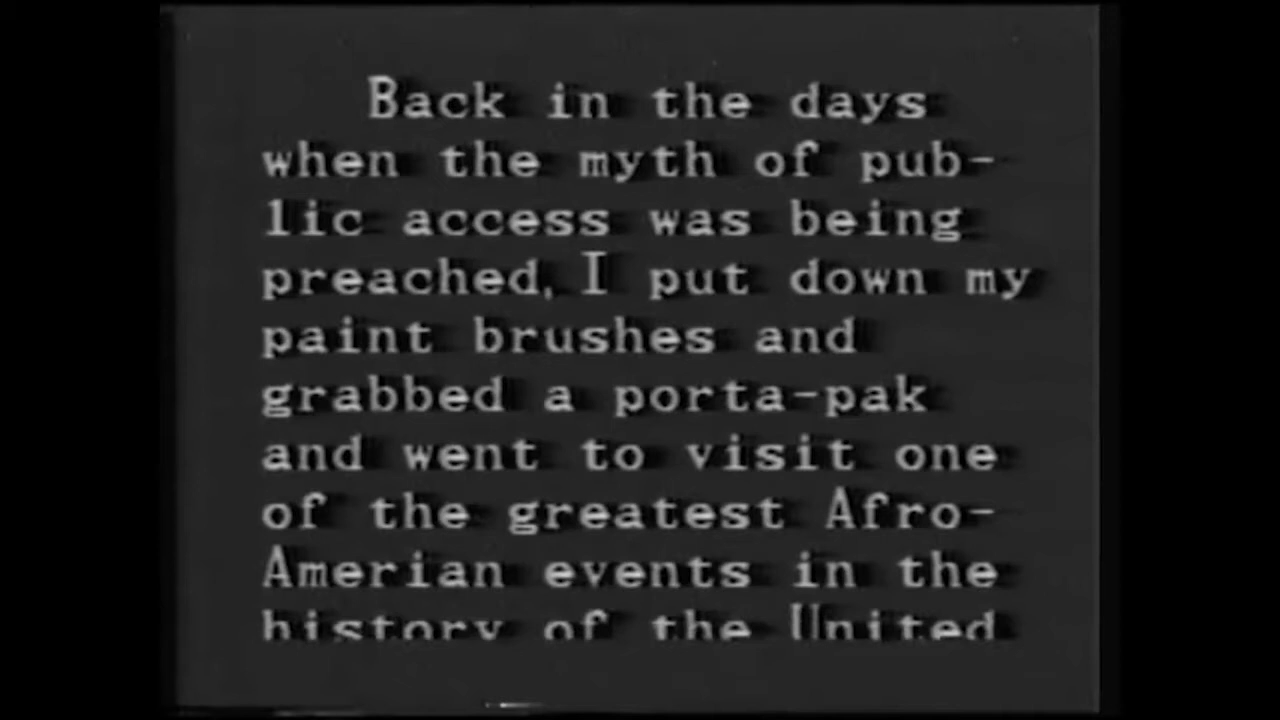 Back in the days
when the myth of pub-
lic access was being
preached, I put down my
paint brushes and
grabbed a porta-pak
and went to visit one
of the greatest Afro-
Amerian events in the
history of the United